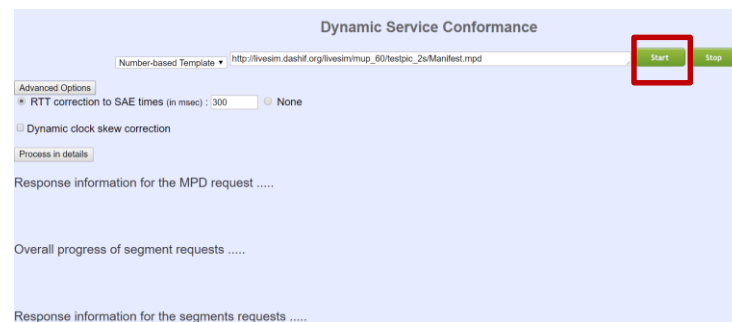 Dynamic Service Conformance
Number-based Template http://livesim.dashif.org/livesim/mup_60/testpic_2s/Manifest.mpd Start Stop
Advanced Options
RTT correction to SAE times (in msec) : 300 None
Dynamic clock skew correction
Process in details
Response information for the MPD request .....
Overall progress of segment requests .....
Response information for the segments requests .....